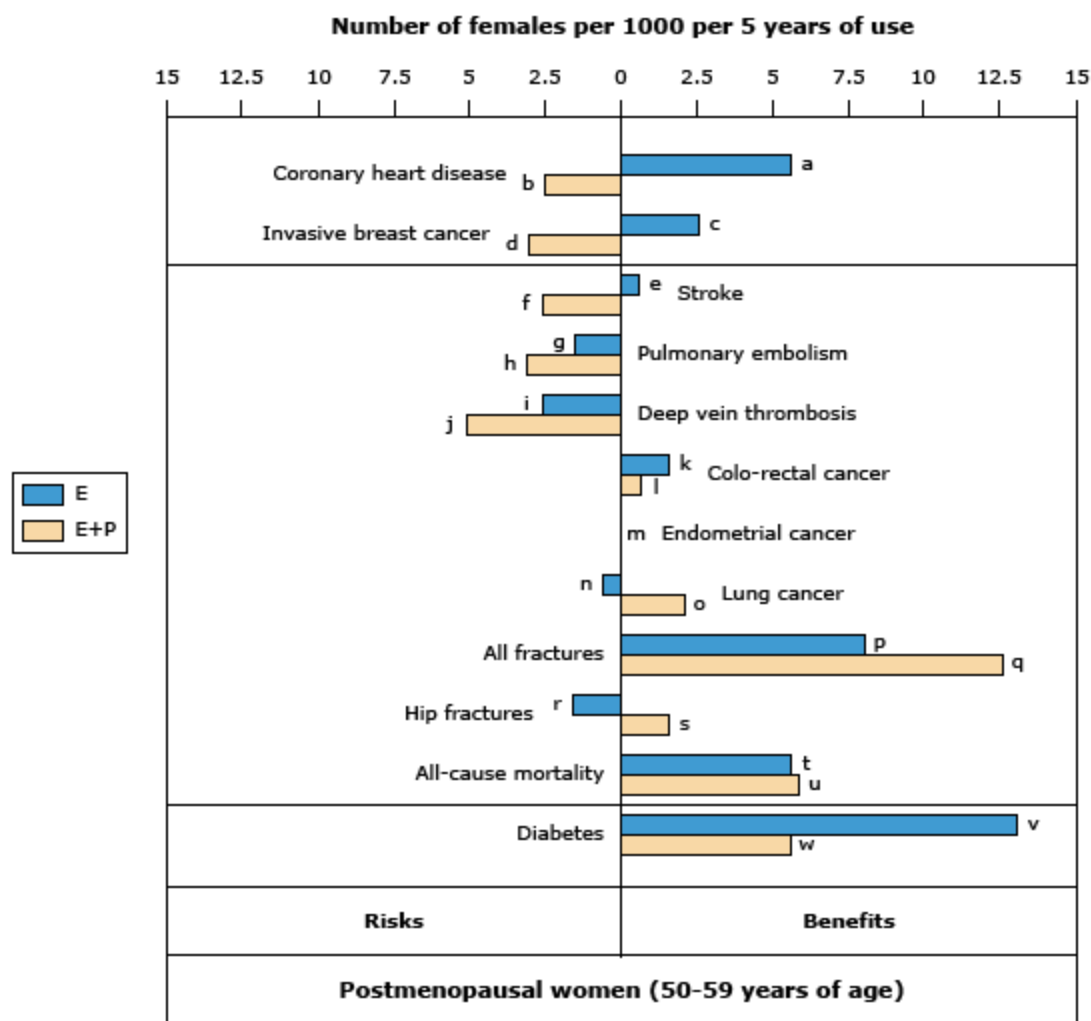 Number of females per 1000 per 5 years of use
15 12.5 10 7.5 5 2.5 0 2.5 5 7.5 10 12.5 15
a
Coronary heart disease
b
c
Invasive breast cancer
d
e
Stroke
f
g
Pulmonary embolism
h
i
Deep vein thrombosis
j
k
Colo-rectal cancer
l
E
E+P
m Endometrial cancer
n
Lung cancer
o
p
All fractures
q
r
Hip fractures
s
t
All-cause mortality
u
v
Diabetes
w
Risks Benefits
Postmenopausal women (50-59 years of age)